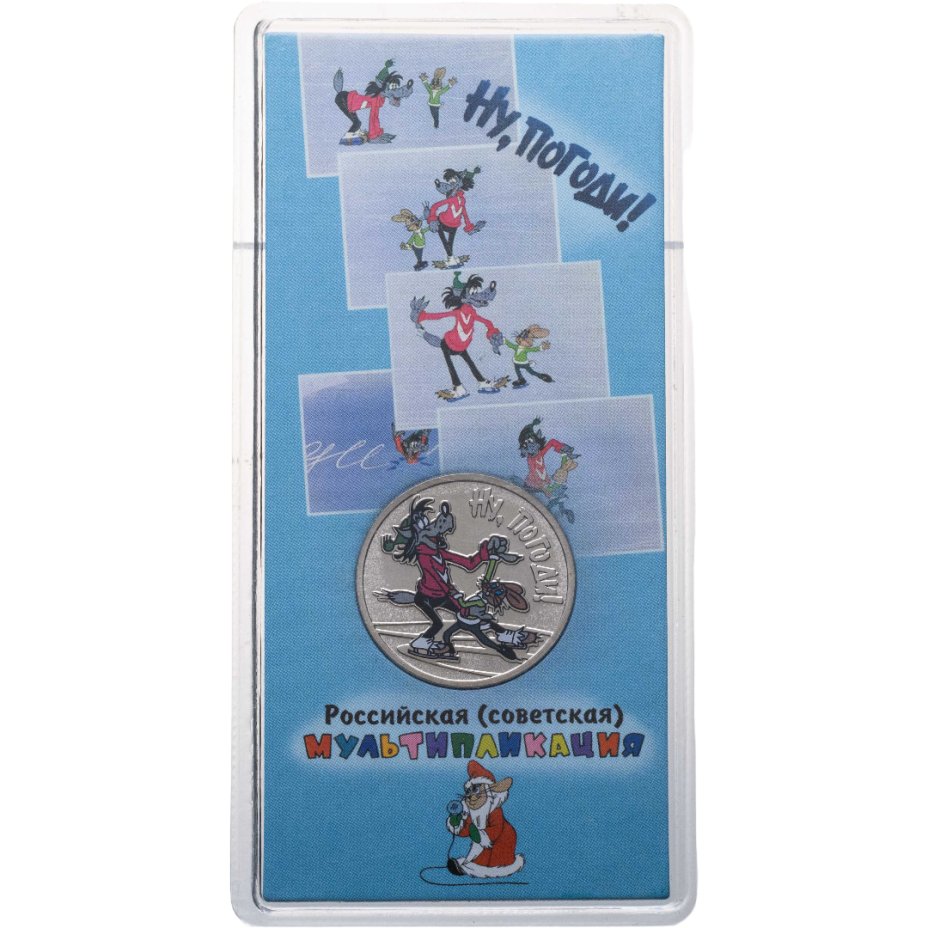 Ну, погоди!
Ну, погоди!
Российская (советская)
МУЛЬТИПЛИКАЦИЯ